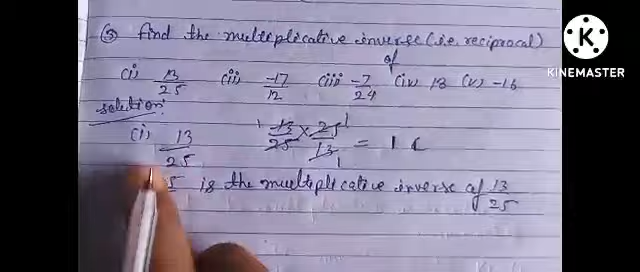 ⑤ Find the multiplicative inverse (i.e. reciprocal) of
(i) 13/25 (ii) -17/12 (iii) -7/24 (iv) 18 (v) -16
KINEMASTER
Solution:
(i) 13/25 13/25 × 25/13 = 1
5 is the multiplicative inverse of 13/25